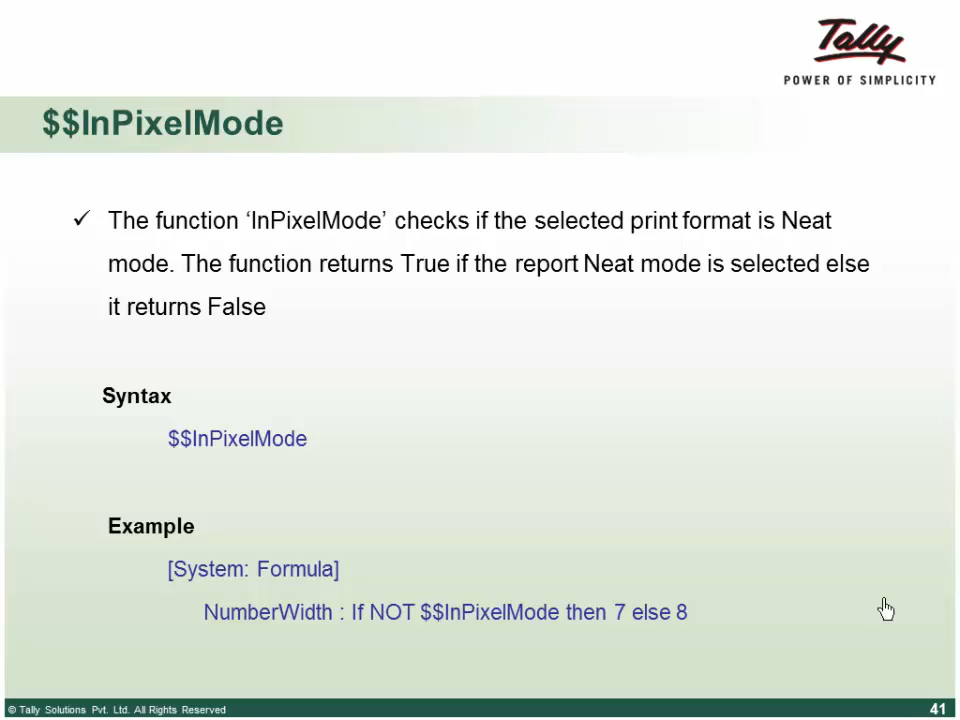 Tally
POWER OF SIMPLICITY
$$InPixelMode
✓ The function ‘InPixelMode’ checks if the selected print format is Neat
mode. The function returns True if the report Neat mode is selected else
it returns False
Syntax
$$InPixelMode
Example
[System: Formula]
NumberWidth : If NOT $$InPixelMode then 7 else 8
© Tally Solutions Pvt. Ltd. All Rights Reserved
41